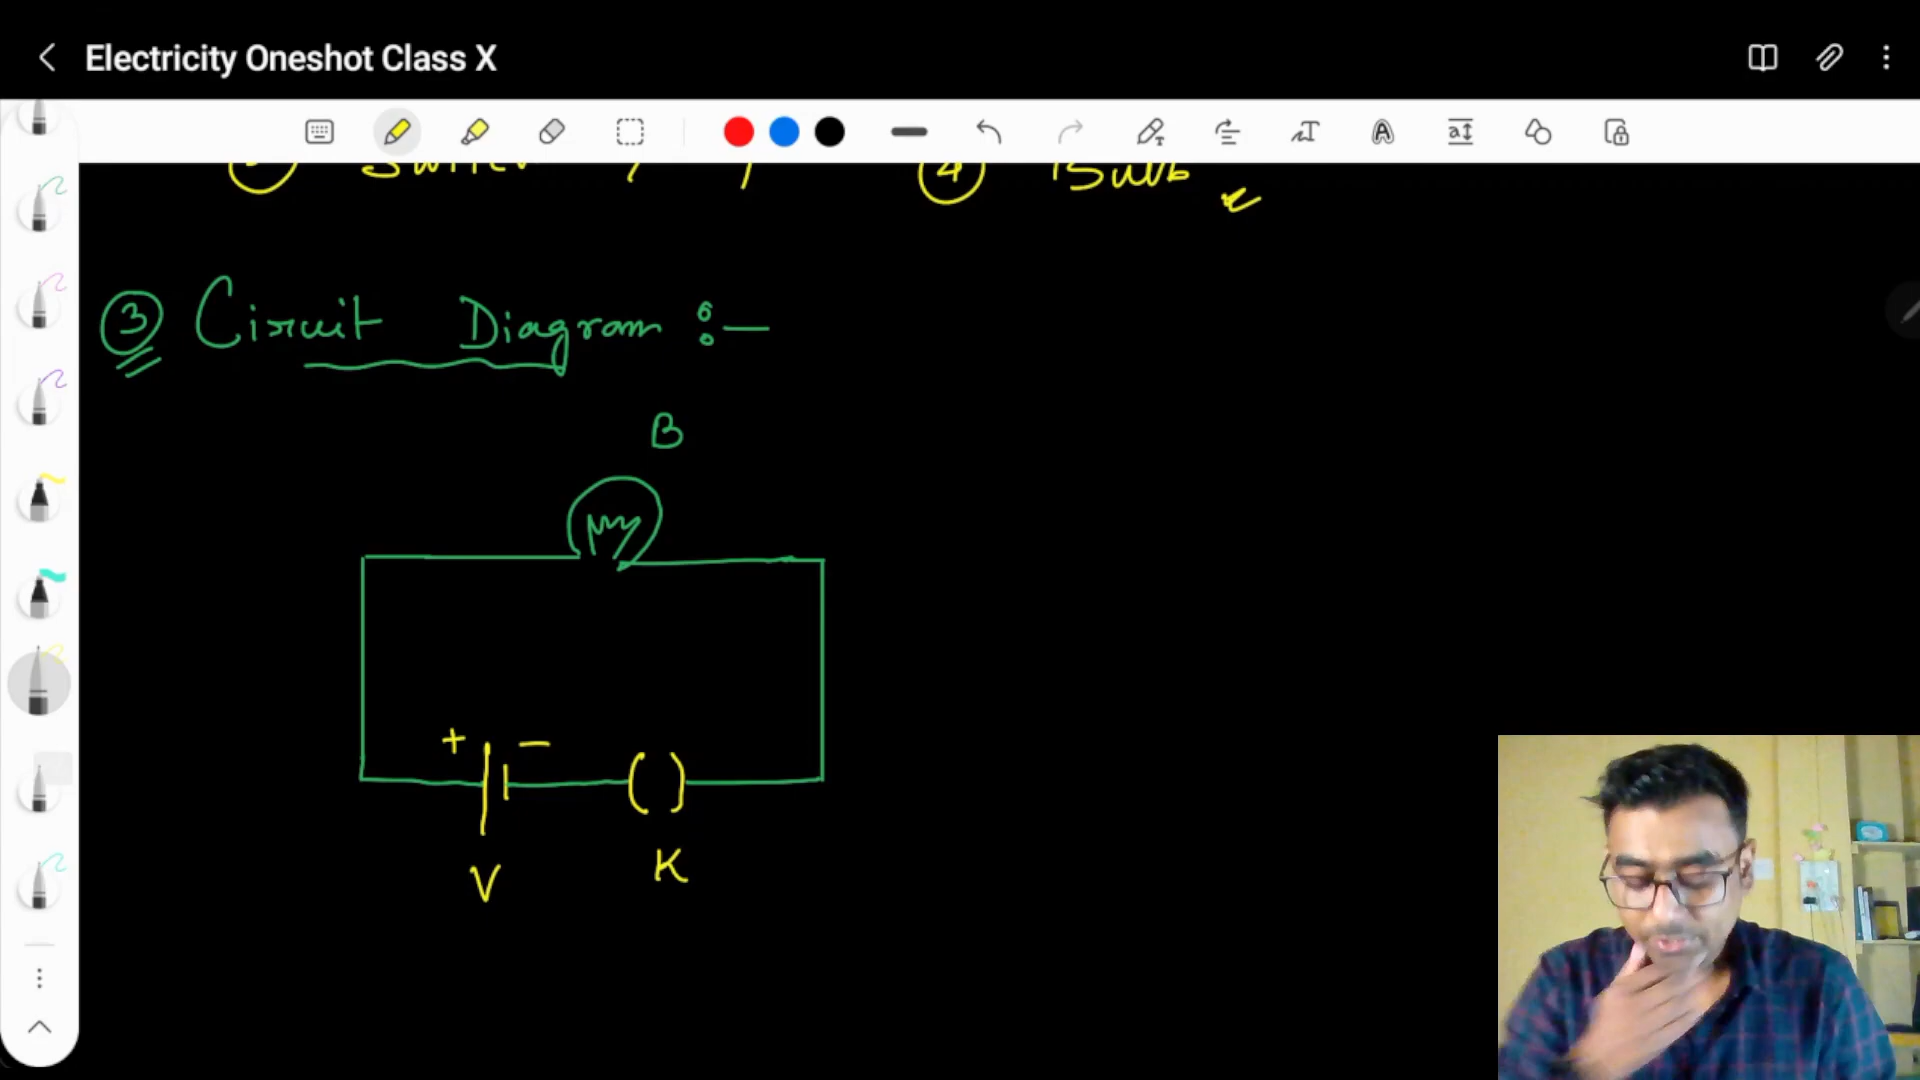 Electricity Oneshot Class X
④ Bulb
③ Circuit Diagram :-
B
+ -
( )
V K